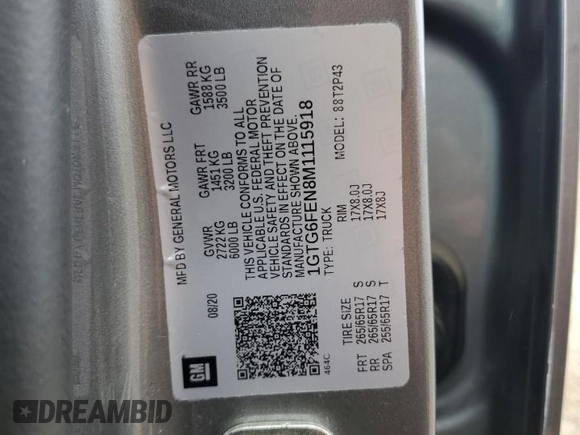 MFD BY GENERAL MOTORS LLC
08/20
GVWR
2722 KG
6000 LB
GAWR FRT
1451 KG
3200 LB
GAWR RR
1588 KG
3500 LB
THIS VEHICLE CONFORMS TO ALL
APPLICABLE U.S. FEDERAL MOTOR
VEHICLE SAFETY AND THEFT PREVENTION
STANDARDS IN EFFECT ON THE DATE OF
MANUFACTURE SHOWN ABOVE.
1GTG6FEN8M1115918
TYPE: TRUCK
MODEL: 88T2P43
GM
464C
TIRE SIZE
RIM
FRT 265/65R17 S 17X8.0J
RR 265/65R17 S 17X8.0J
SPA 255/65R17 T 17X8J
DREAMBID